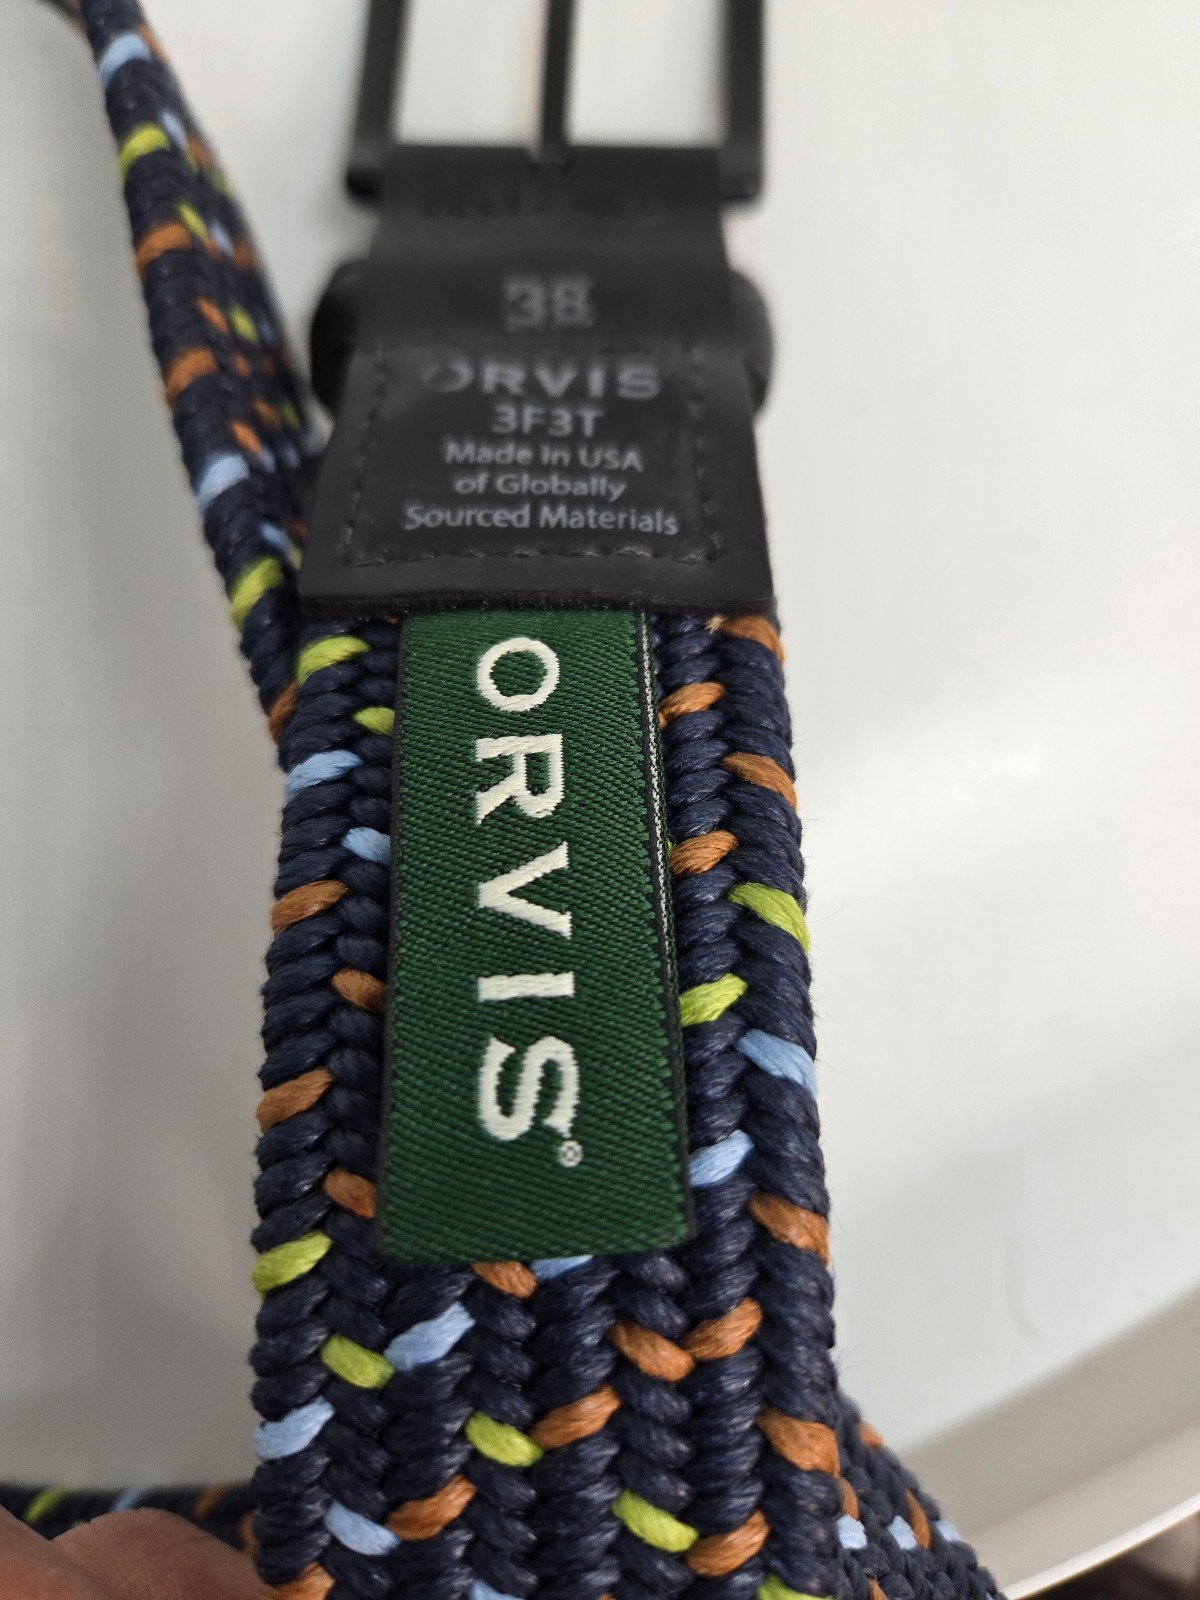 38
ORVIS
3F3T
Made in USA
of Globally
Sourced Materials
ORVIS®